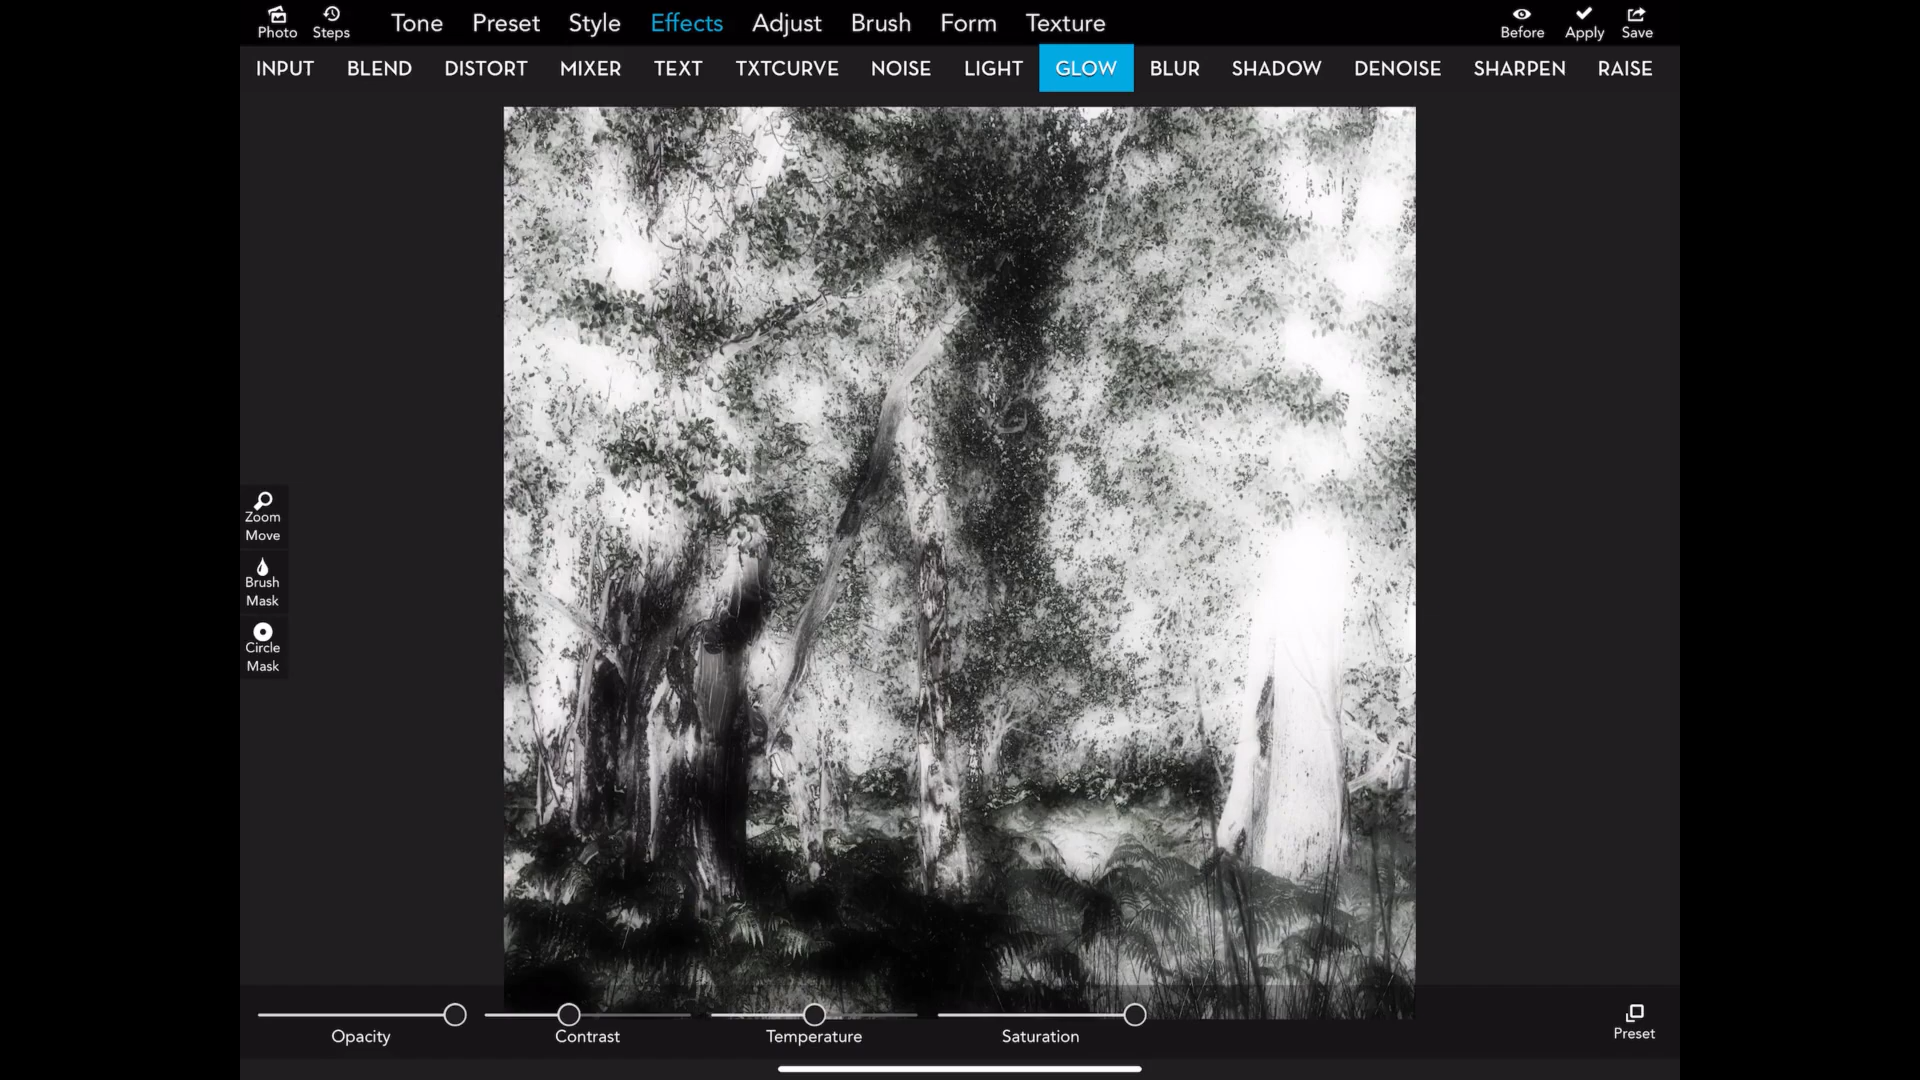 Photo Steps Tone Preset Style Effects Adjust Brush Form Texture Before Apply Save
INPUT BLEND DISTORT MIXER TEXT TXTCURVE NOISE LIGHT GLOW BLUR SHADOW DENOISE SHARPEN RAISE
Zoom
Move
Brush
Mask
Circle
Mask
Opacity Contrast Temperature Saturation Preset